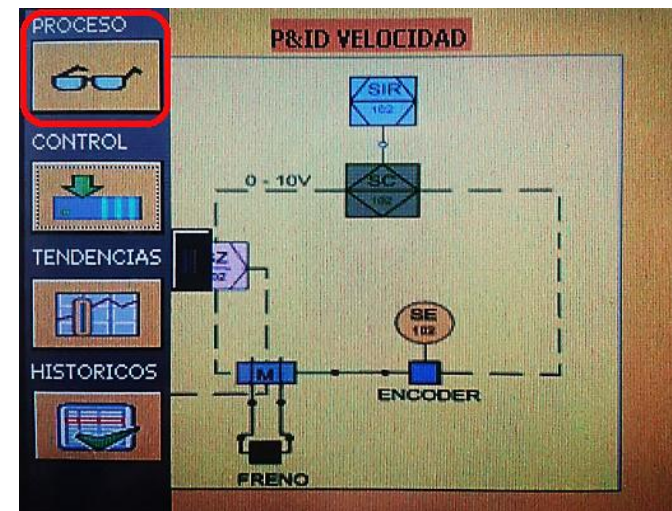 PROCESO
CONTROL
TENDENCIAS
HISTORICOS
P&ID VELOCIDAD
SIR
102
0 - 10V
SC
102
Z
SE
102
M
ENCODER
FRENO